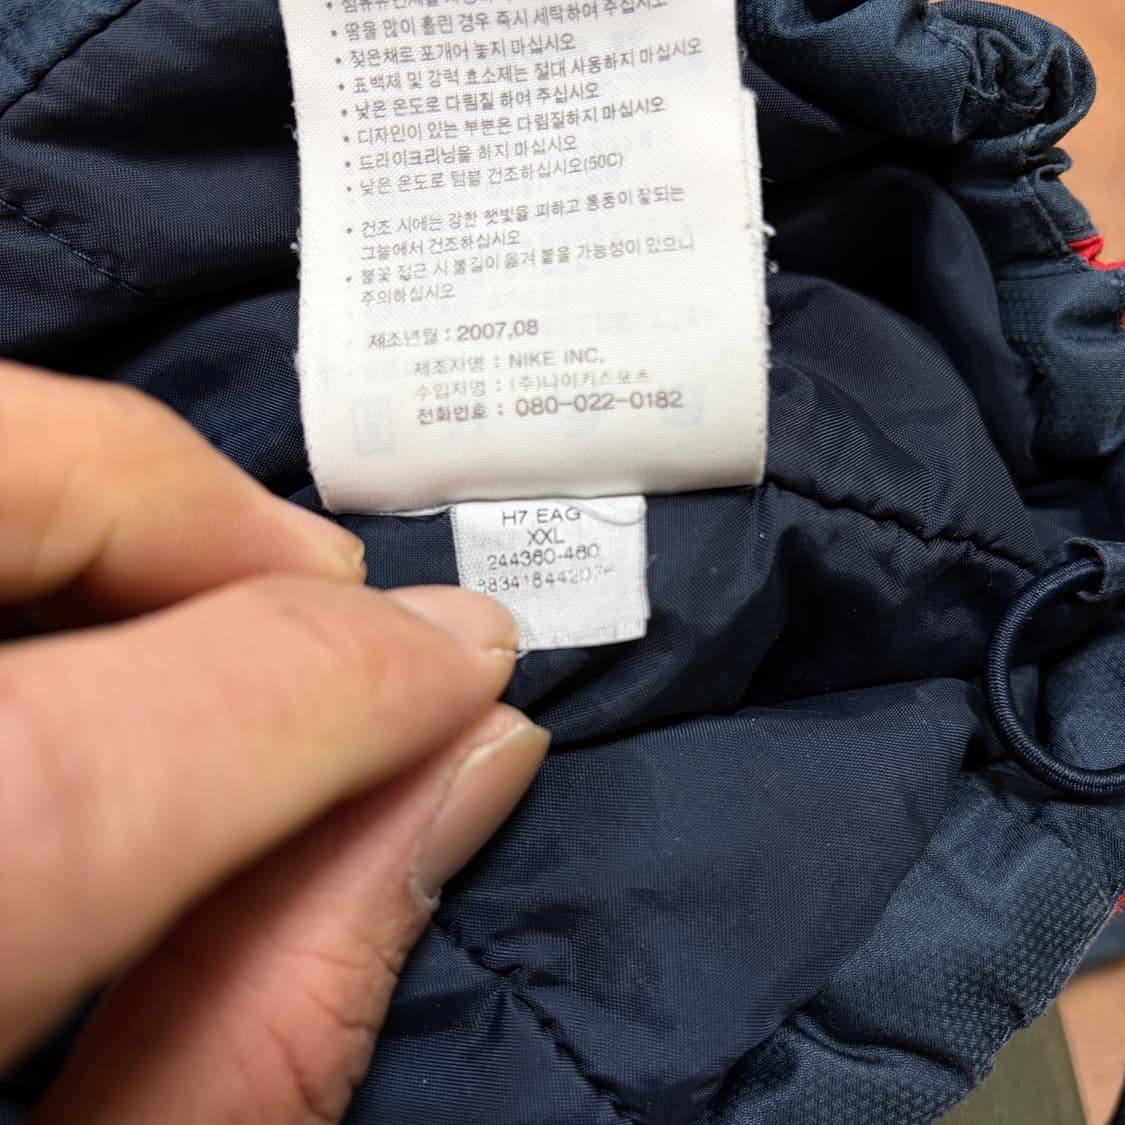 • 땀을 많이 흘린 경우 즉시 세탁하여 주십시오
• 젖은채로 포개어 놓지 마십시오
• 표백제 및 강력 효소제는 절대 사용하지 마십시오
• 낮은 온도로 다림질 하여 주십시오
• 디자인이 있는 부분은 다림질하지 마십시오
• 드라이크리닝을 하지 마십시오
• 낮은 온도로 텀블 건조하십시오(50C)
• 건조 시에는 강한 햇빛을 피하고 통풍이 잘되는
그늘에서 건조하십시오
• 불꽃 접근 시 불길이 옮겨 붙을 가능성이 있으니
주의하십시오
제조년월 : 2007.08
제조자명 : NIKE INC.
수입자명 : (주)나이키스포츠
전화번호 : 080-022-0182
H7 EAG
XXL
244360-460